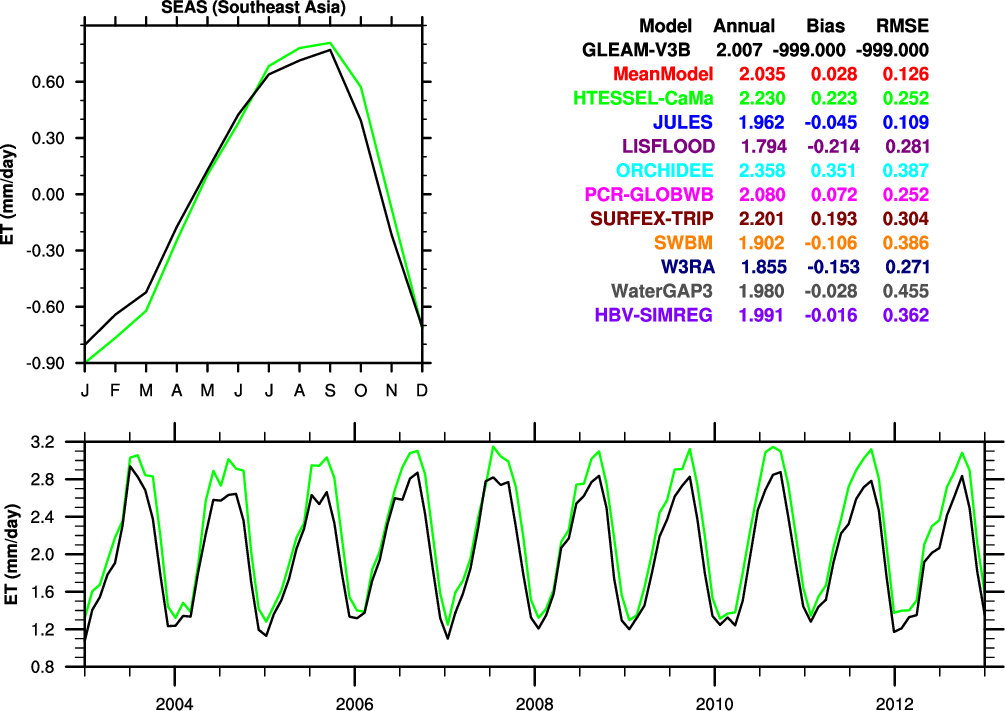 SEAS (Southeast Asia)
ET (mm/day)
0.60
0.30
0.00
-0.30
-0.60
-0.90
J F M A M J J A S O N D
Model Annual Bias RMSE
GLEAM-V3B 2.007 -999.000 -999.000
MeanModel 2.035 0.028 0.126
HTESSEL-CaMa 2.230 0.223 0.252
JULES 1.962 -0.045 0.109
LISFLOOD 1.794 -0.214 0.281
ORCHIDEE 2.358 0.351 0.387
PCR-GLOBWB 2.080 0.072 0.252
SURFEX-TRIP 2.201 0.193 0.304
SWBM 1.902 -0.106 0.386
W3RA 1.855 -0.153 0.271
WaterGAP3 1.980 -0.028 0.455
HBV-SIMREG 1.991 -0.016 0.362
ET (mm/day)
3.2
2.8
2.4
2.0
1.6
1.2
0.8
2004 2006 2008 2010 2012